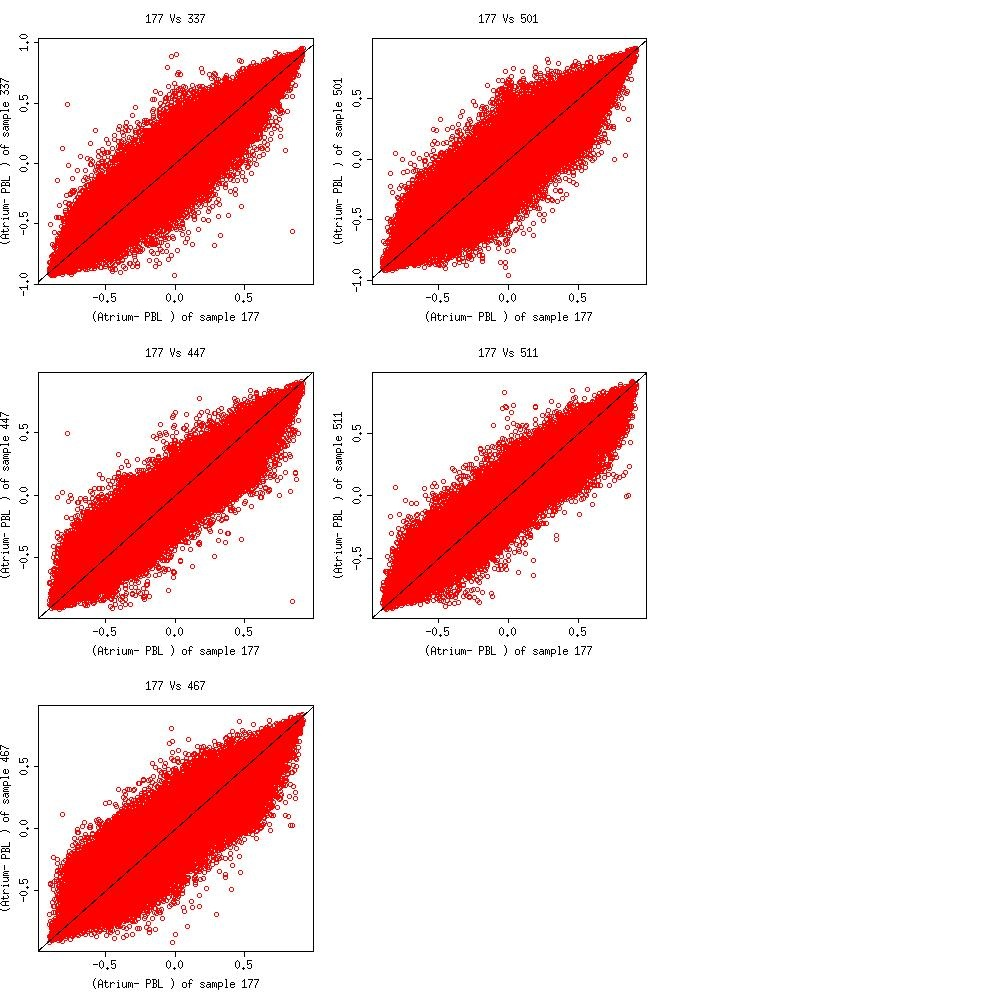 177 Vs 337
(Atrium- PBL ) of sample 337
1.0
0.5
0.0
-0.5
-1.0
-0.5 0.0 0.5
(Atrium- PBL ) of sample 177
177 Vs 501
(Atrium- PBL ) of sample 501
0.5
0.0
-0.5
-1.0
-0.5 0.0 0.5
(Atrium- PBL ) of sample 177
177 Vs 447
(Atrium- PBL ) of sample 447
0.5
0.0
-0.5
-0.5 0.0 0.5
(Atrium- PBL ) of sample 177
177 Vs 511
(Atrium- PBL ) of sample 511
0.5
0.0
-0.5
-0.5 0.0 0.5
(Atrium- PBL ) of sample 177
177 Vs 467
(Atrium- PBL ) of sample 467
0.5
0.0
-0.5
-0.5 0.0 0.5
(Atrium- PBL ) of sample 177